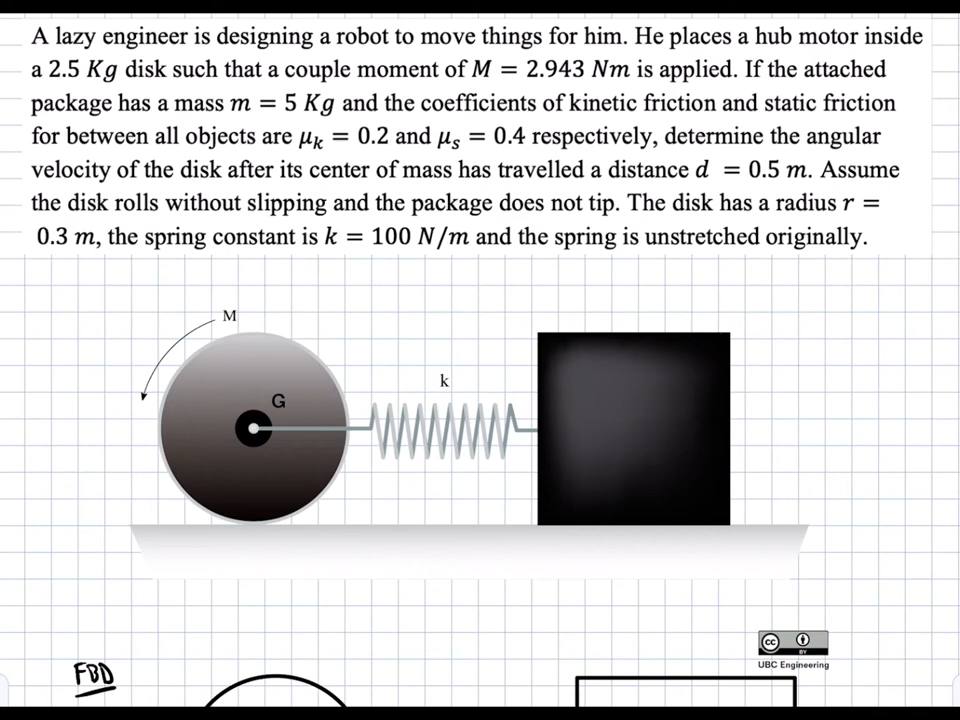 A lazy engineer is designing a robot to move things for him. He places a hub motor inside
a 2.5 Kg disk such that a couple moment of M = 2.943 Nm is applied. If the attached
package has a mass m = 5 Kg and the coefficients of kinetic friction and static friction
for between all objects are μk = 0.2 and μs = 0.4 respectively, determine the angular
velocity of the disk after its center of mass has travelled a distance d = 0.5 m. Assume
the disk rolls without slipping and the package does not tip. The disk has a radius r =
0.3 m, the spring constant is k = 100 N/m and the spring is unstretched originally.
M
k
G
cc
BY
UBC Engineering
FBD